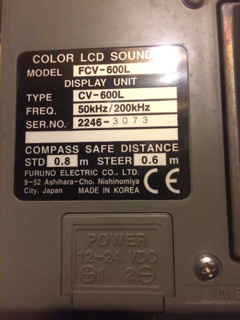 COLOR LCD SOUND
MODEL FCV-600L
DISPLAY UNIT
TYPE CV-600L
FREQ. 50kHz/200kHz
SER.NO. 2246-3073
COMPASS SAFE DISTANCE
STD 0.8 m STEER 0.6 m
FURUNO ELECTRIC CO., LTD.
9-52 Ashihara-Cho, Nishinomiya
City, Japan MADE IN KOREA CE
POWER
12-24 VDC
⊕1 2⊖